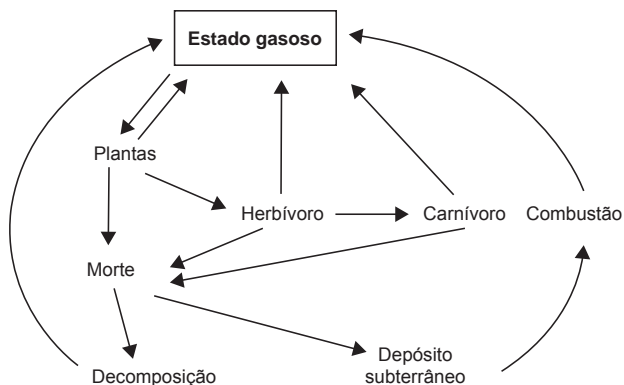 Estado gasoso
Plantas
Herbívoro
Carnívoro
Combustão
Morte
Decomposição
Depósito
subterrâneo